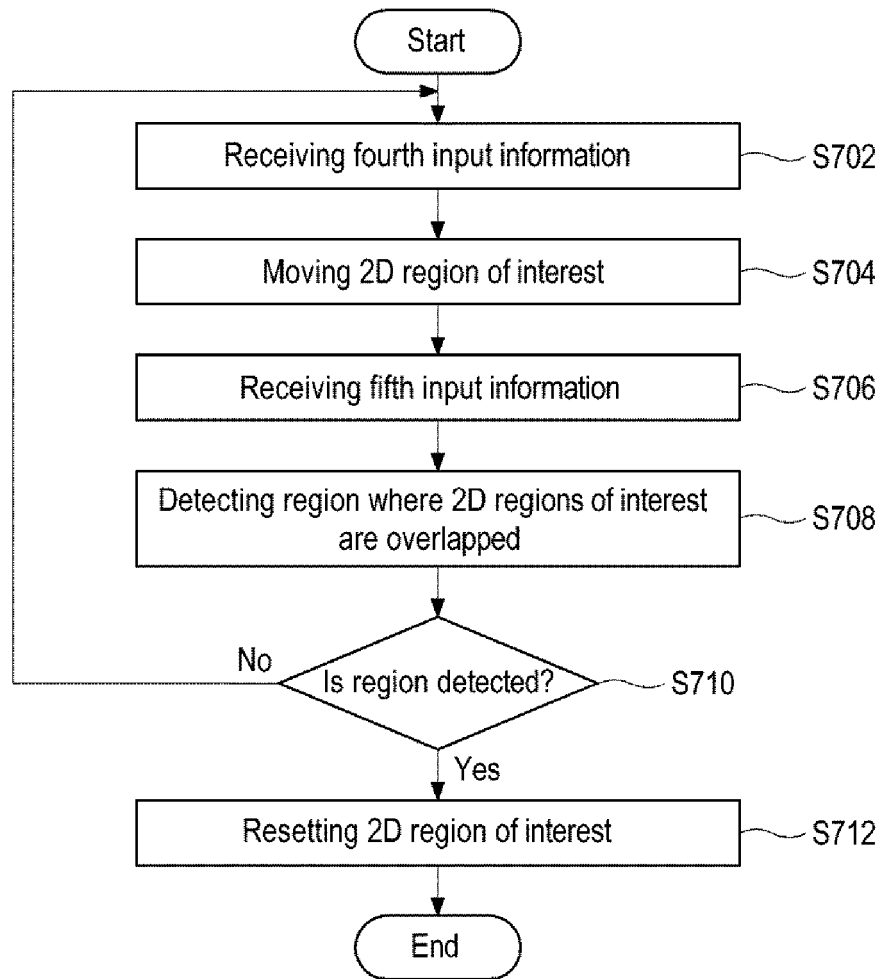 Start
Receiving fourth input information
S702
Moving 2D region of interest
S704
Receiving fifth input information
S706
Detecting region where 2D regions of interest
are overlapped
S708
No
Is region detected?
S710
Yes
Resetting 2D region of interest
S712
End